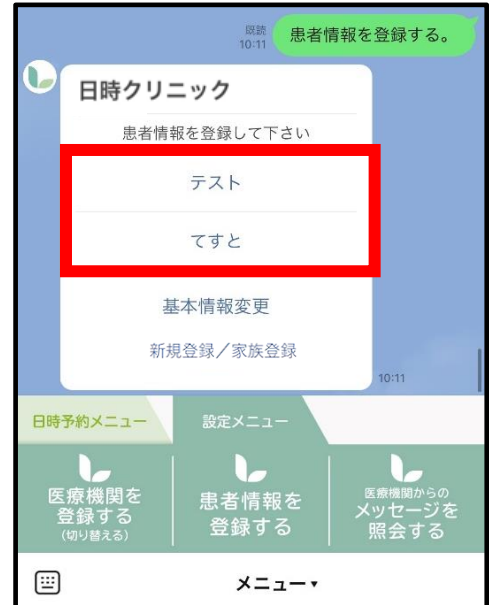 既読
10:11
患者情報を登録する。
日時クリニック
患者情報を登録して下さい
テスト
てすと
基本情報変更
新規登録/家族登録
10:11
日時予約メニュー
設定メニュー
医療機関を
登録する
(切り替える)
患者情報を
登録する
医療機関からの
メッセージを
照会する
メニュー▾